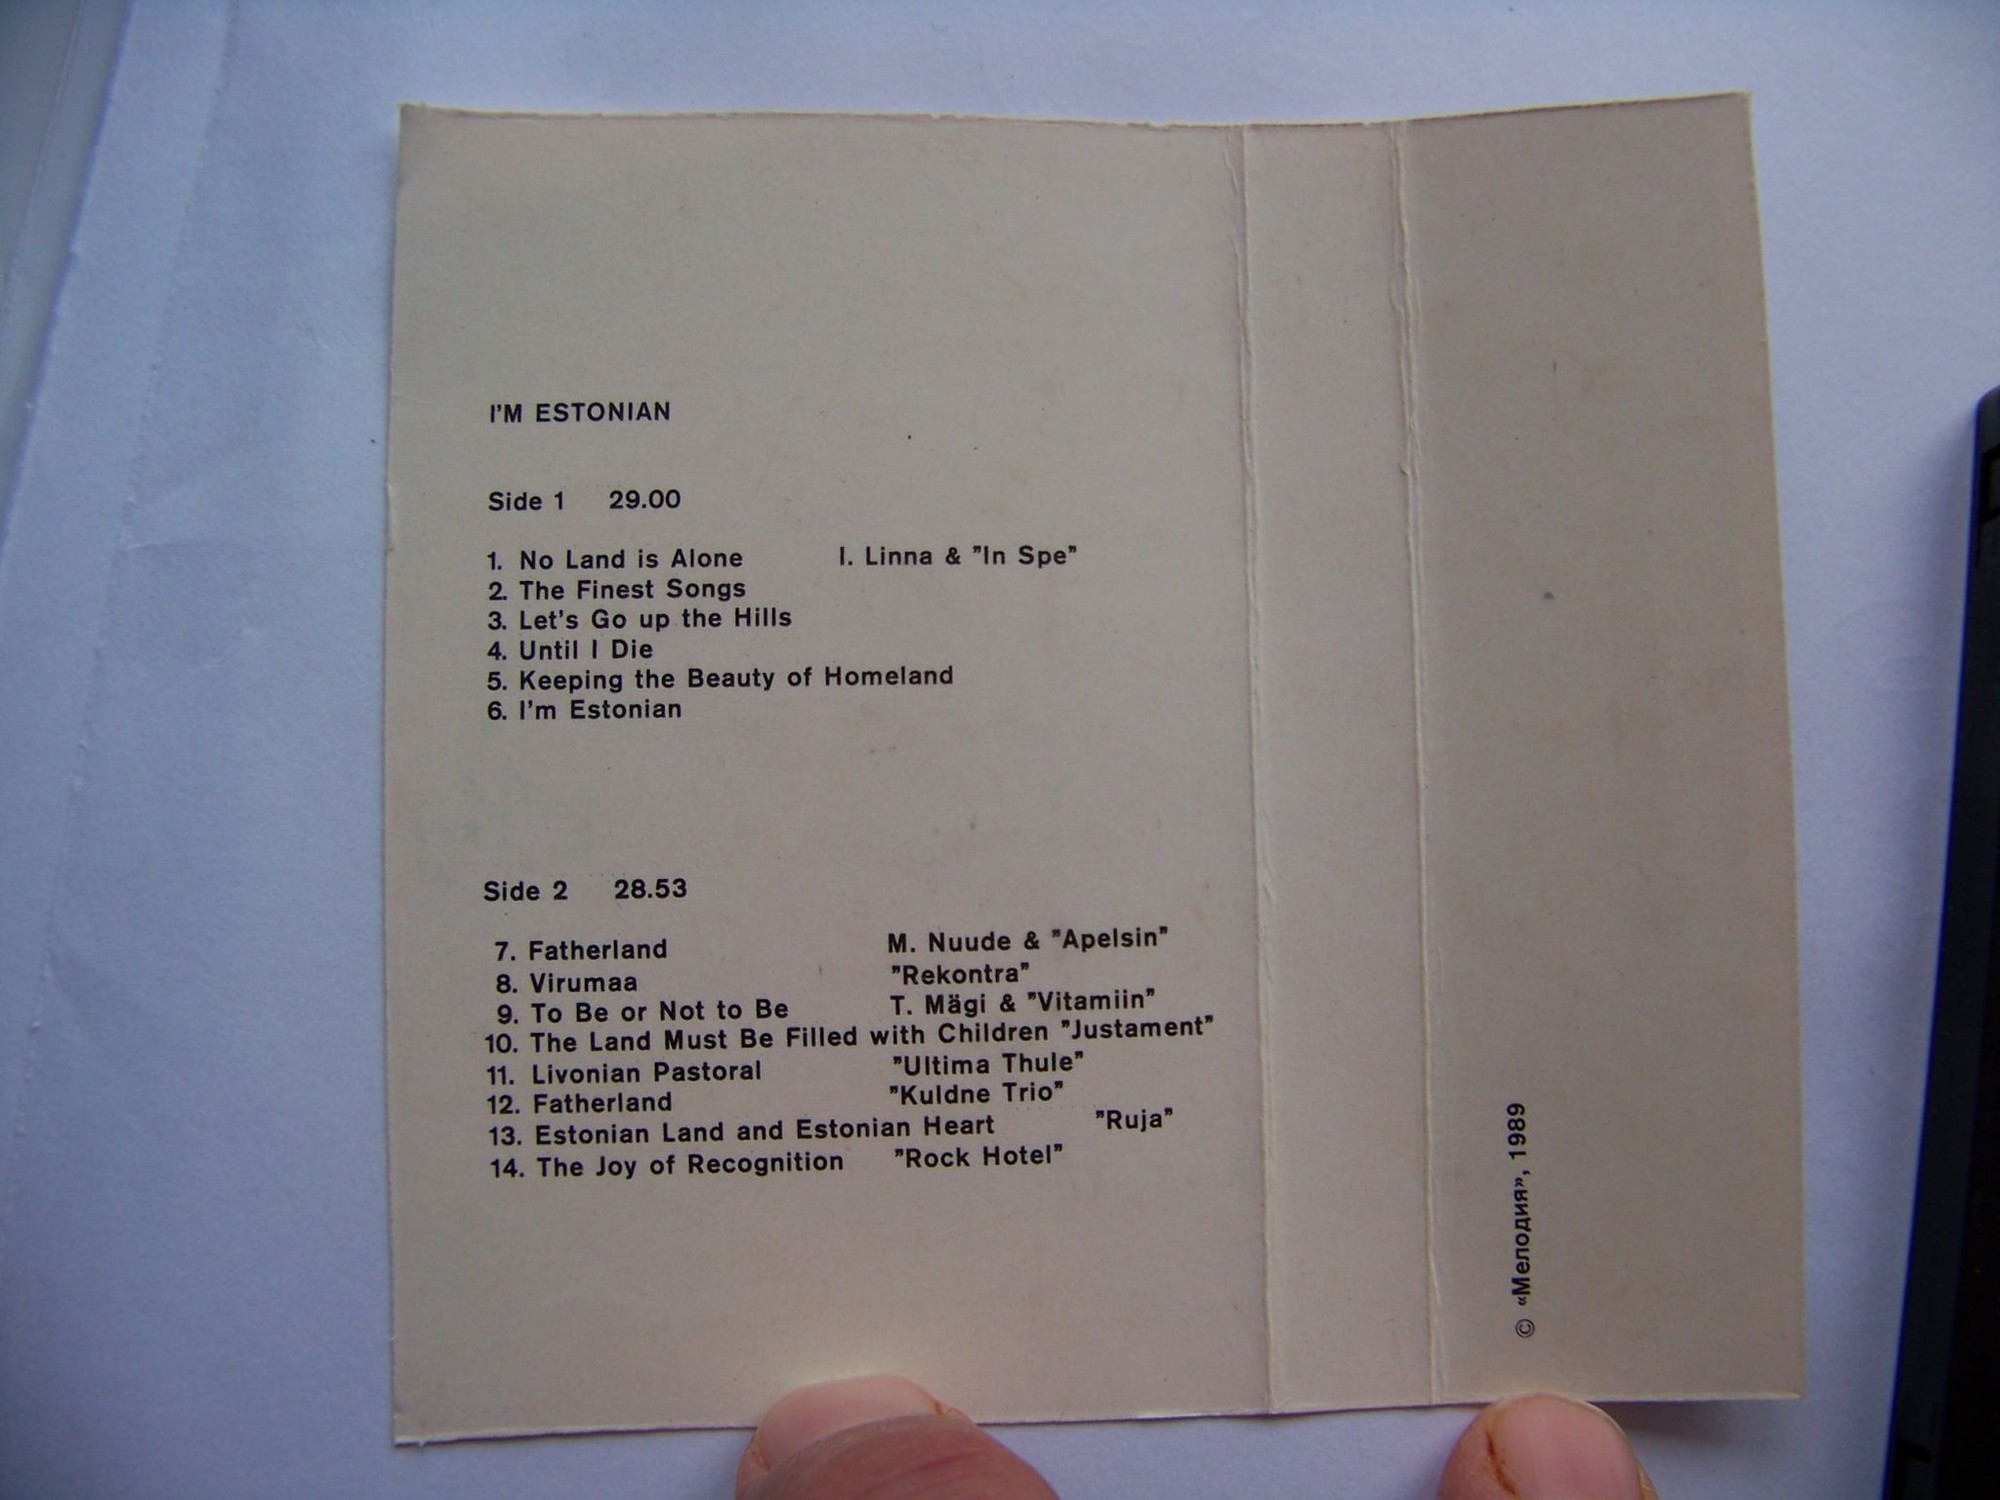 I'M ESTONIAN
Side 1 29.00
1. No Land is Alone I. Linna & "In Spe"
2. The Finest Songs
3. Let's Go up the Hills
4. Until I Die
5. Keeping the Beauty of Homeland
6. I'm Estonian
Side 2 28.53
7. Fatherland M. Nuude & "Apelsin"
8. Virumaa "Rekontra"
9. To Be or Not to Be T. Mägi & "Vitamiin"
10. The Land Must Be Filled with Children "Justament"
11. Livonian Pastoral "Ultima Thule"
12. Fatherland "Kuldne Trio"
13. Estonian Land and Estonian Heart "Ruja"
14. The Joy of Recognition "Rock Hotel"
© «Мелодия», 1989